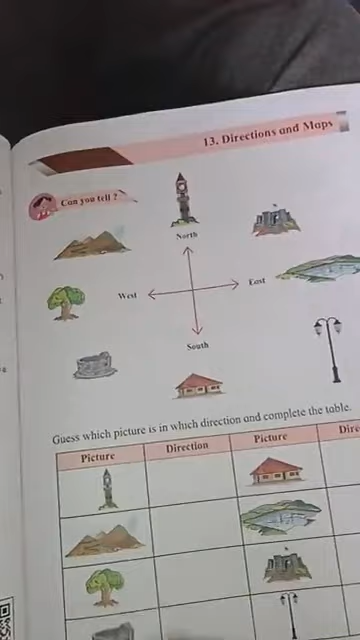 13. Directions and Maps
Can you tell ?
North
West
East
South
Guess which picture is in which direction and complete the table.
Picture Direction Picture